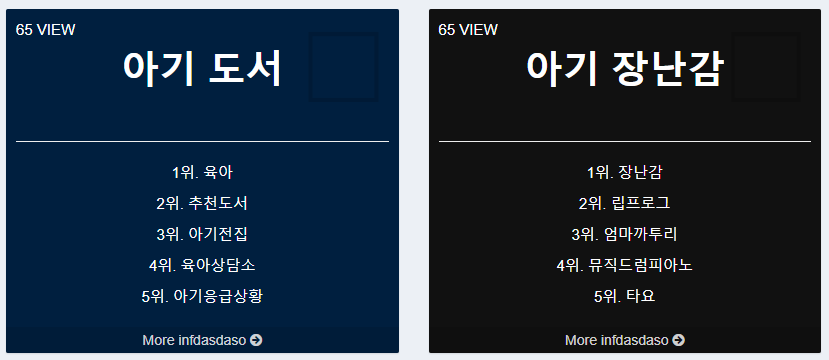 65 VIEW
아기 도서
1위. 육아
2위. 추천도서
3위. 아기전집
4위. 육아상담소
5위. 아기응급상황
More infdasdaso
65 VIEW
아기 장난감
1위. 장난감
2위. 립프로그
3위. 엄마까투리
4위. 뮤직드럼피아노
5위. 타요
More infdasdaso